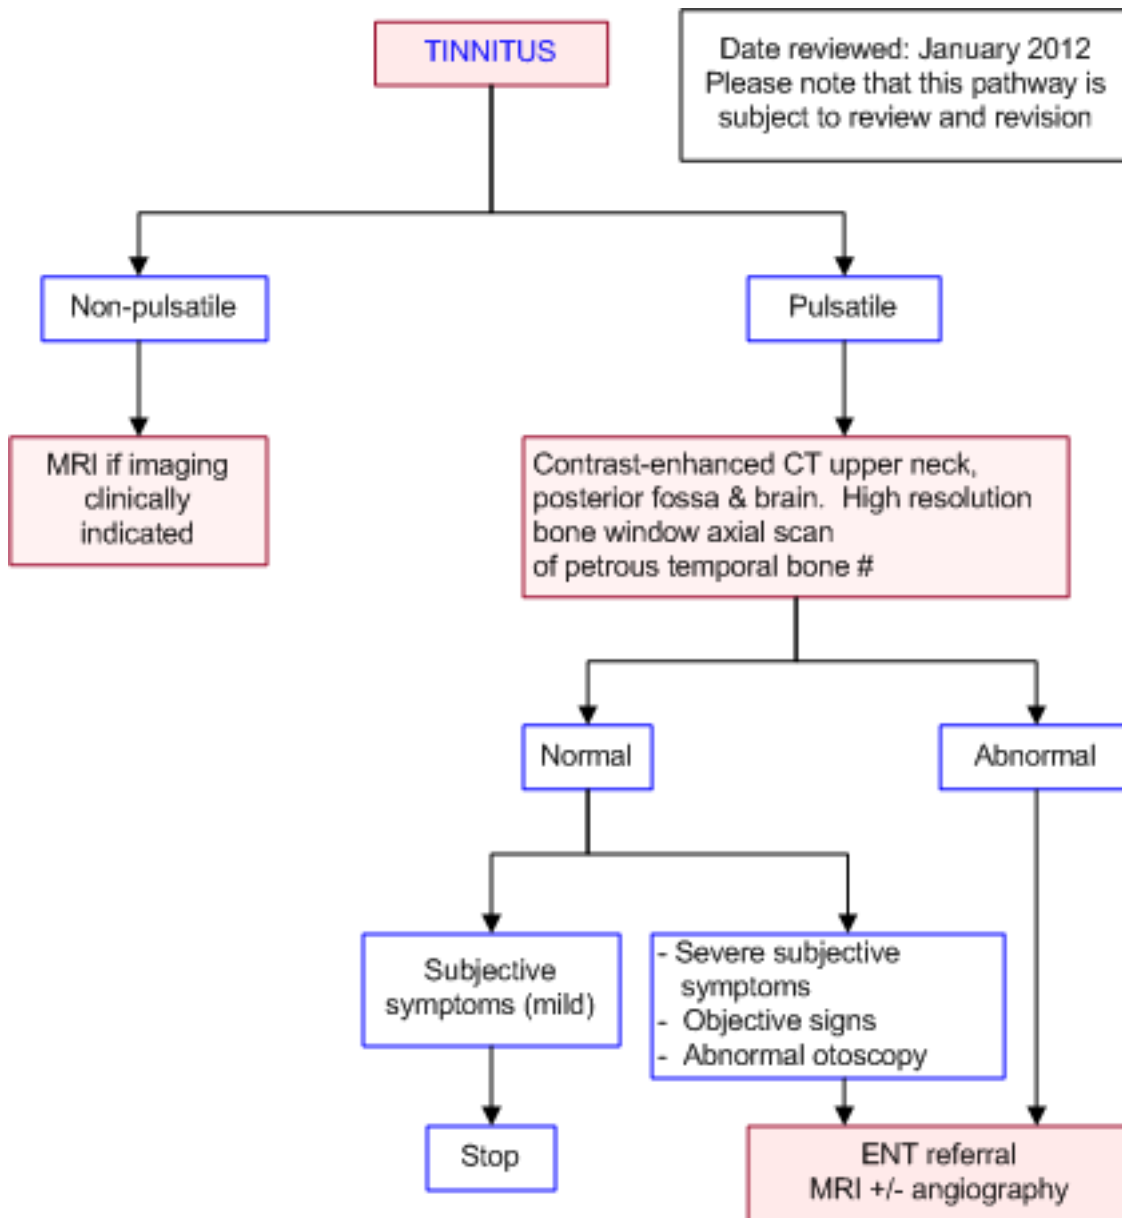 TINNITUS
Date reviewed: January 2012
Please note that this pathway is
subject to review and revision
Non-pulsatile
Pulsatile
MRI if imaging
clinically
indicated
Contrast-enhanced CT upper neck,
posterior fossa & brain. High resolution
bone window axial scan
of petrous temporal bone #
Normal
Abnormal
Subjective
symptoms (mild)
- Severe subjective
symptoms
- Objective signs
- Abnormal otoscopy
Stop
ENT referral
MRI +/- angiography